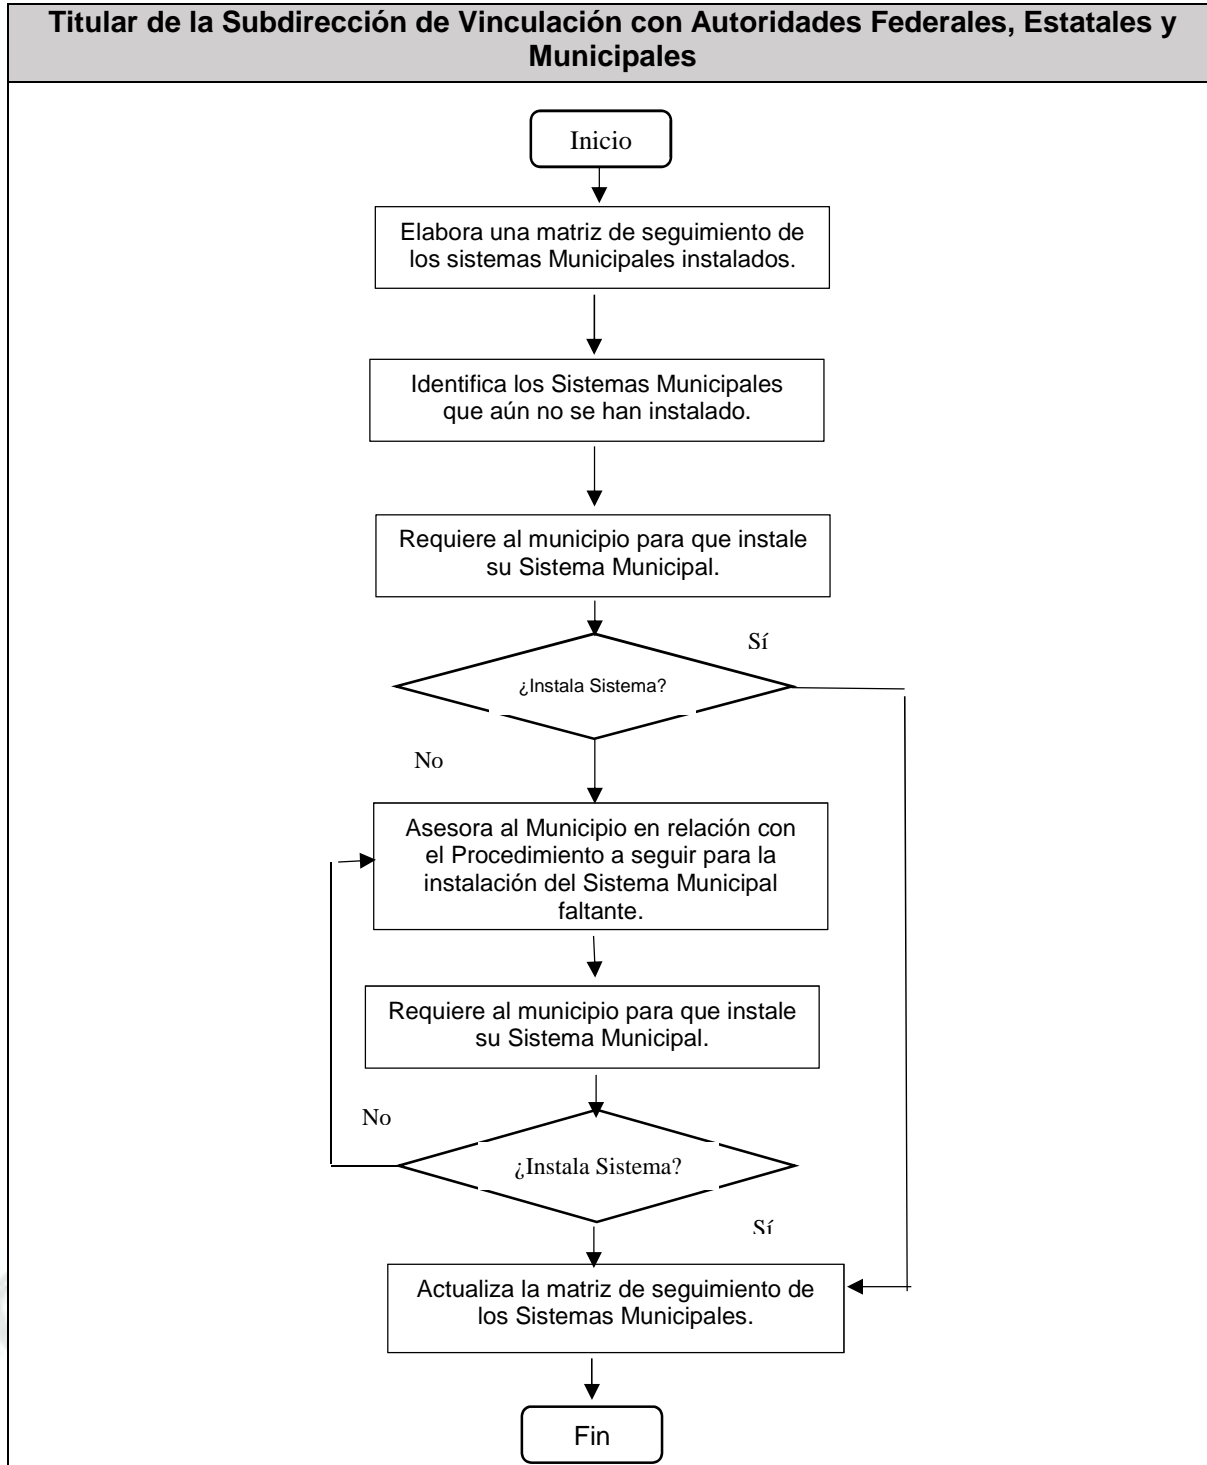 Titular de la Subdirección de Vinculación con Autoridades Federales, Estatales y
Municipales
Inicio
Elabora una matriz de seguimiento de
los sistemas Municipales instalados.
Identifica los Sistemas Municipales
que aún no se han instalado.
Requiere al municipio para que instale
su Sistema Municipal.
Sí
¿Instala Sistema?
No
Asesora al Municipio en relación con
el Procedimiento a seguir para la
instalación del Sistema Municipal
faltante.
Requiere al municipio para que instale
su Sistema Municipal.
No
¿Instala Sistema?
Sí
Actualiza la matriz de seguimiento de
los Sistemas Municipales.
Fin